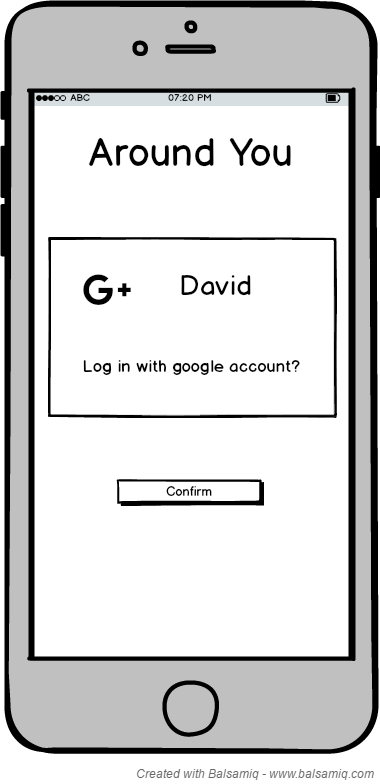 ABC 07:20 PM
Around You
G+ David
Log in with google account?
Confirm
Created with Balsamiq - www.balsamiq.com